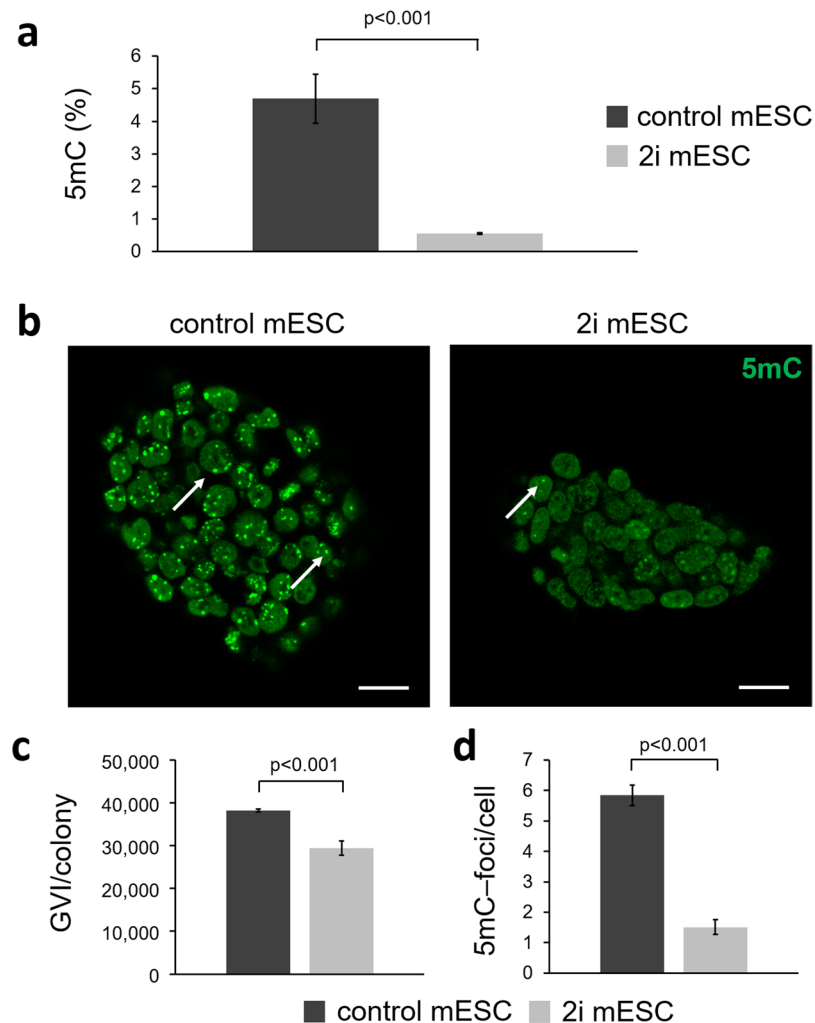 a
p<0.001
6
5
4
3
2
1
0
5mC (%)
control mESC
2i mESC
b
control mESC
2i mESC
5mC
c
p<0.001
50,000
40,000
30,000
20,000
10,000
0
GVI/colony
d
p<0.001
7
6
5
4
3
2
1
0
5mC–foci/cell
control mESC
2i mESC